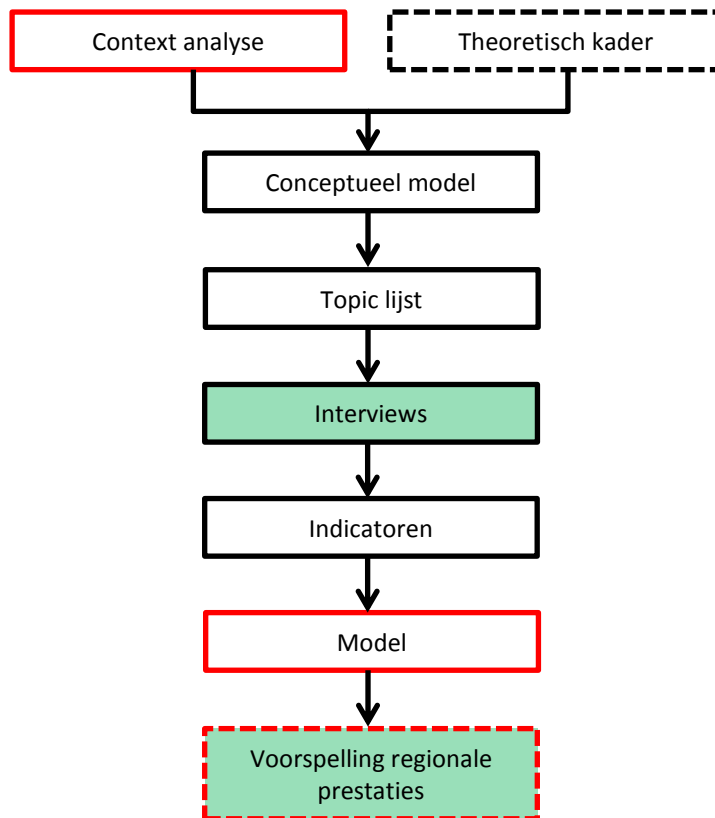 Context analyse
Theoretisch kader
Conceptueel model
Topic lijst
Interviews
Indicatoren
Model
Voorspelling regionale
prestaties